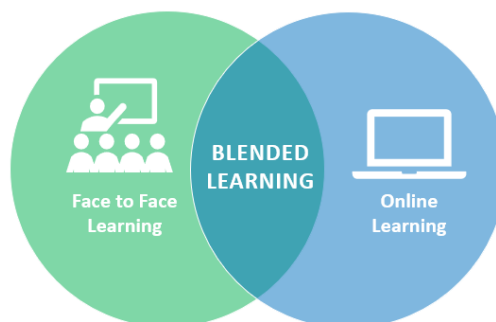 BLENDED
LEARNING
Face to Face
Learning
Online
Learning